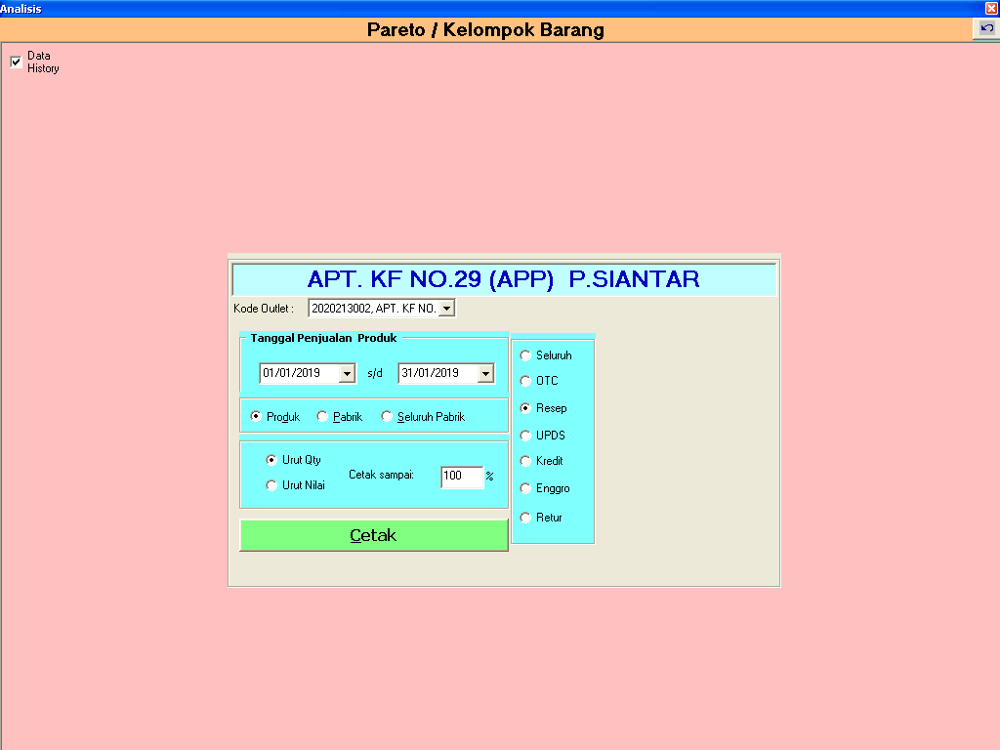 Analisis
Pareto / Kelompok Barang
Data
History
APT. KF NO.29 (APP)  P.SIANTAR
Kode Outlet :
2020213002, APT. KF NO.
Tanggal Penjualan  Produk
01/01/2019
s/d
31/01/2019
Produk
Pabrik
Seluruh Pabrik
Urut Qty
Urut Nilai
Cetak sampai:
100
%
Cetak
Seluruh
OTC
Resep
UPDS
Kredit
Enggro
Retur